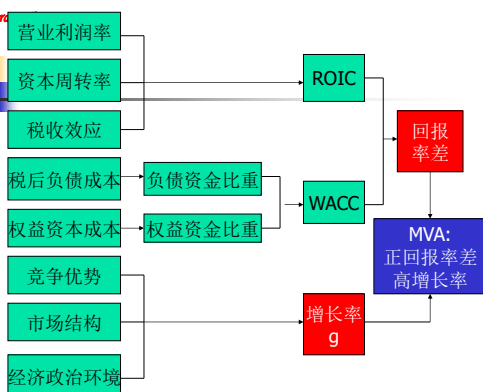 营业利润率
资本周转率
税收效应
税后负债成本
权益资本成本
竞争优势
市场结构
经济政治环境
负债资金比重
权益资金比重
ROIC
WACC
增长率
g
回报
率差
MVA:
正回报率差
高增长率